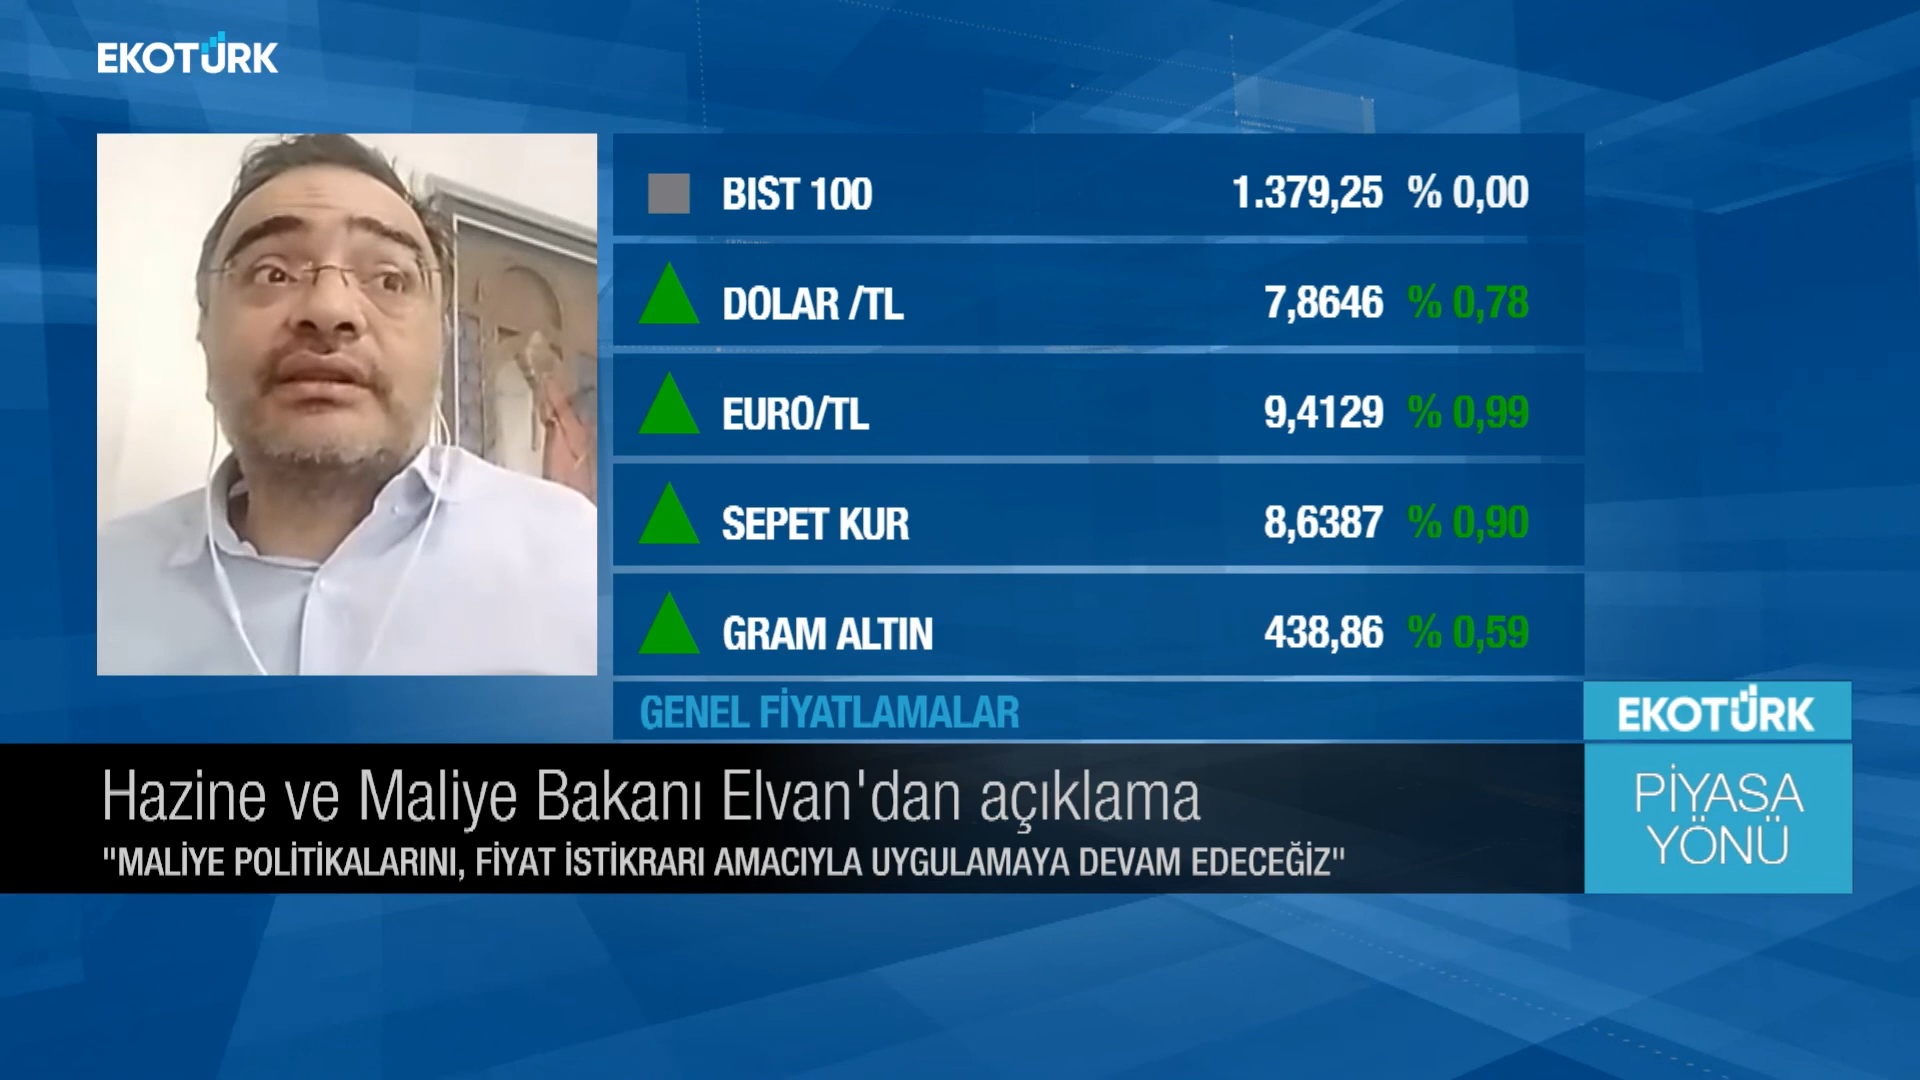 EKOTÜRK
BIST 100 1.379,25 % 0,00
DOLAR /TL 7,8646 % 0,78
EURO/TL 9,4129 % 0,99
SEPET KUR 8,6387 % 0,90
GRAM ALTIN 438,86 % 0,59
GENEL FİYATLAMALAR
EKOTÜRK
Hazine ve Maliye Bakanı Elvan'dan açıklama
"MALİYE POLİTİKALARINI, FİYAT İSTİKRARI AMACIYLA UYGULAMAYA DEVAM EDECEĞİZ"
PİYASA
YÖNÜ